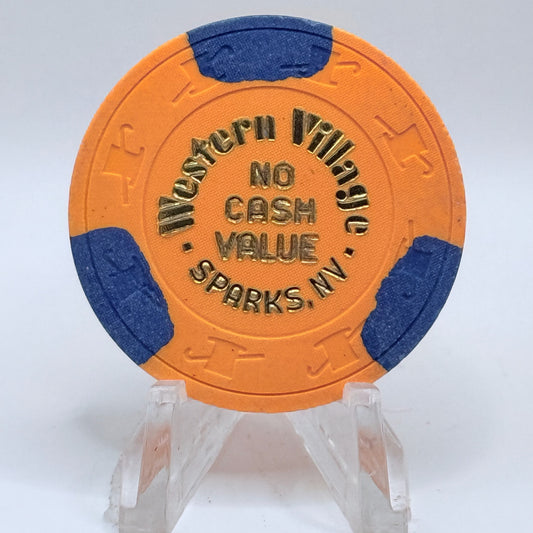 Western Village
NO
CASH
VALUE
· SPARKS, NV ·